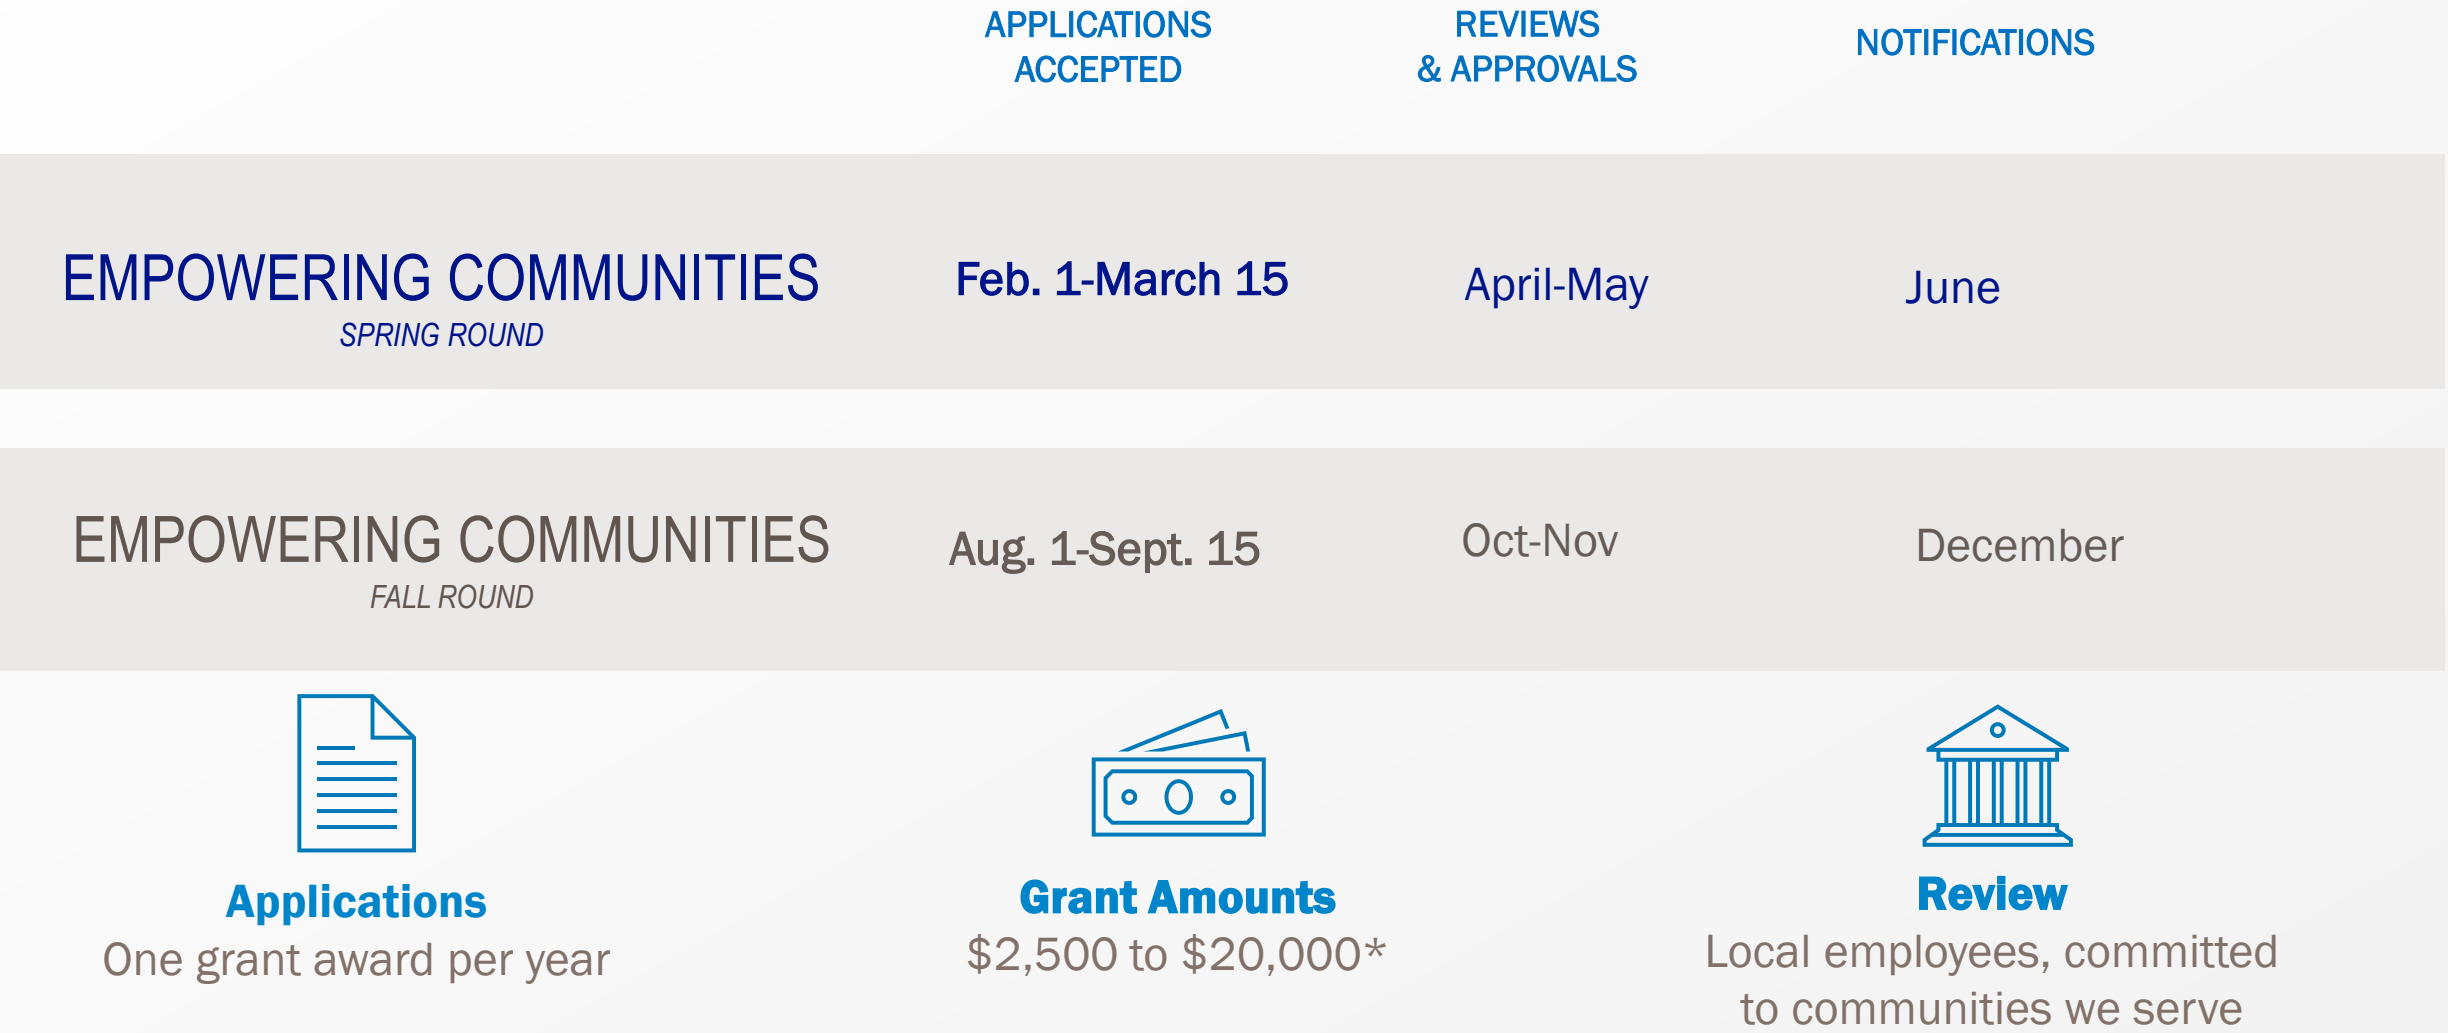 APPLICATIONS
ACCEPTED
REVIEWS
& APPROVALS
NOTIFICATIONS
EMPOWERING COMMUNITIES
SPRING ROUND
Feb. 1-March 15
April-May
June
EMPOWERING COMMUNITIES
FALL ROUND
Aug. 1-Sept. 15
Oct-Nov
December
Applications
One grant award per year
Grant Amounts
$2,500 to $20,000*
Review
Local employees, committed
to communities we serve